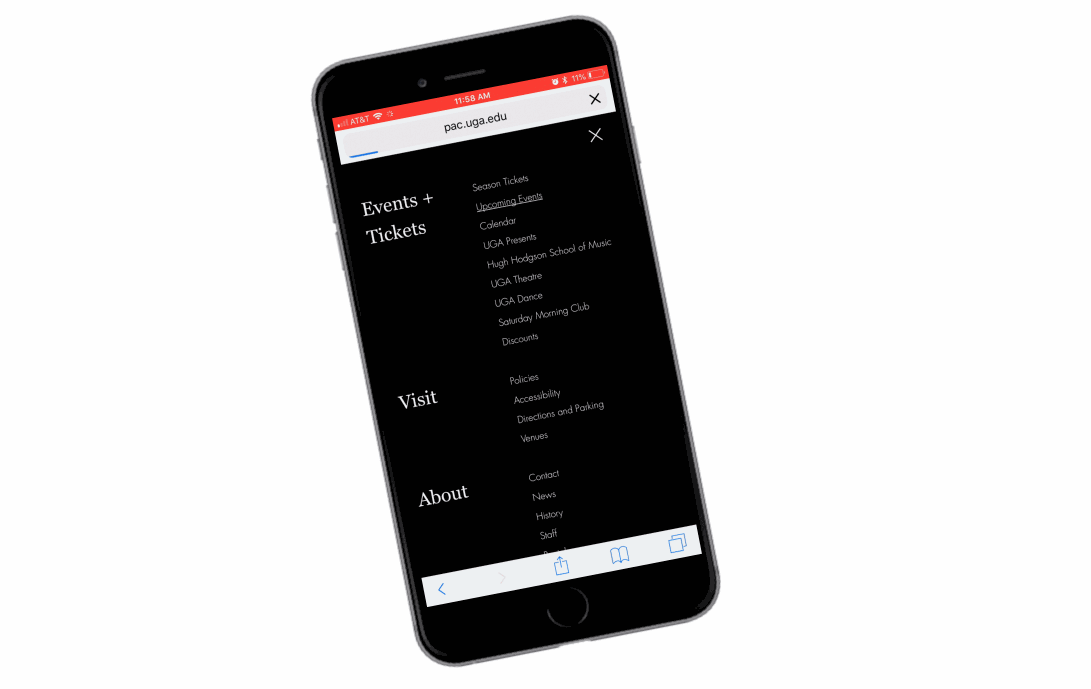 AT&T
11:58 AM
11%
pac.uga.edu
Events +
Tickets
Season Tickets
Upcoming Events
Calendar
UGA Presents
Hugh Hodgson School of Music
UGA Theatre
UGA Dance
Saturday Morning Club
Discounts
Visit
Policies
Accessibility
Directions and Parking
Venues
About
Contact
News
History
Staff